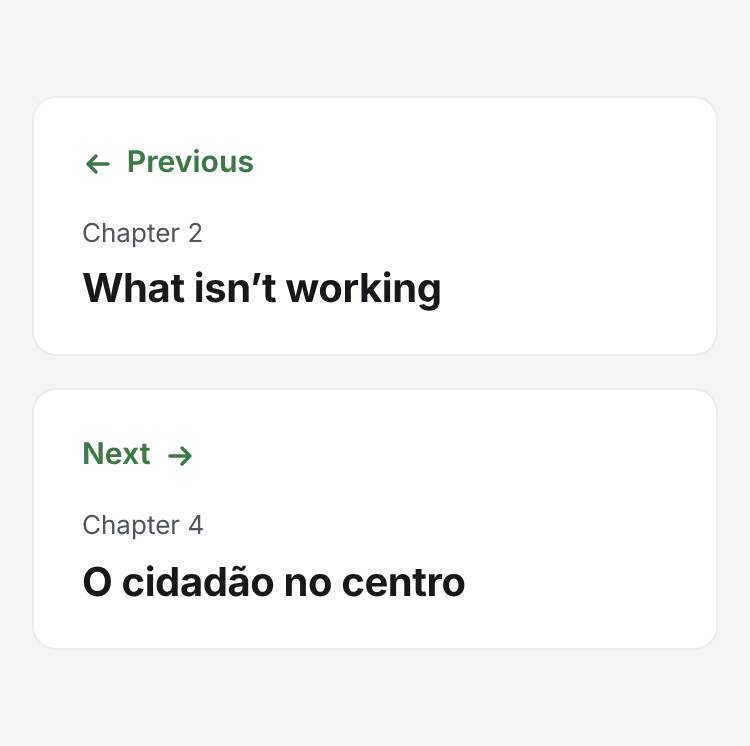 ← Previous
Chapter 2
What isn’t working
Next →
Chapter 4
O cidadão no centro